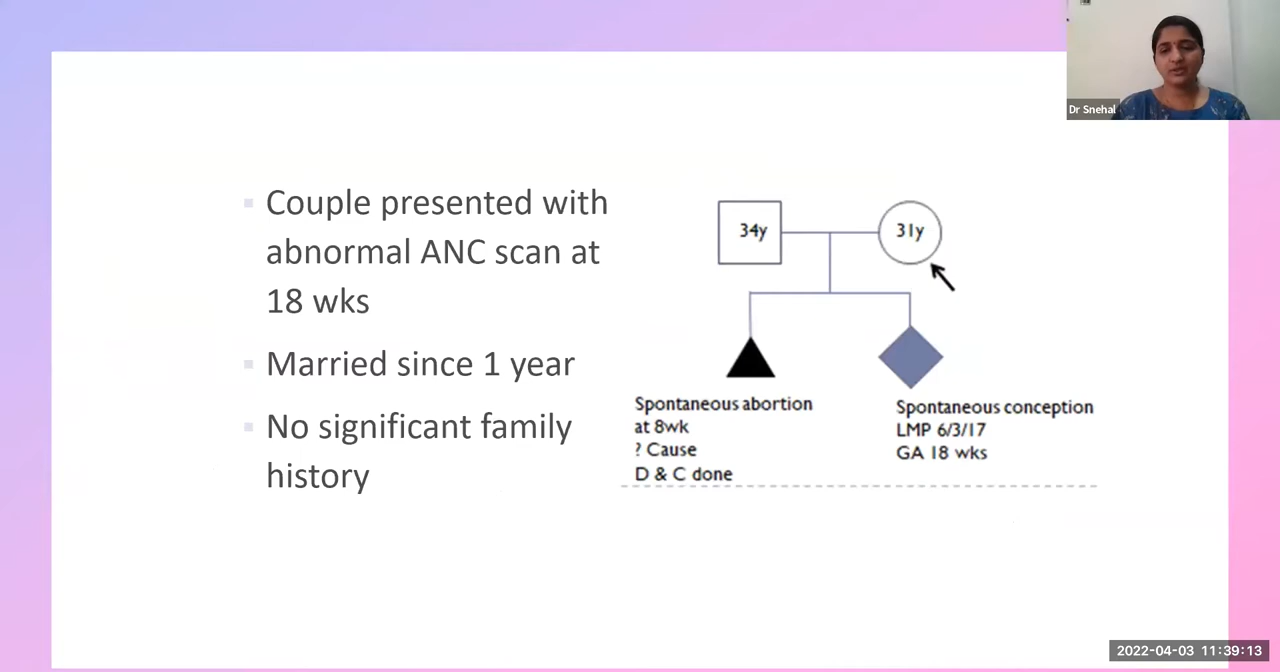 Dr Snehal
Couple presented with
abnormal ANC scan at
18 wks
Married since 1 year
No significant family
history
34y
31y
Spontaneous abortion
at 8wk
? Cause
D & C done
Spontaneous conception
LMP 6/3/17
GA 18 wks
2022-04-03 11:39:13